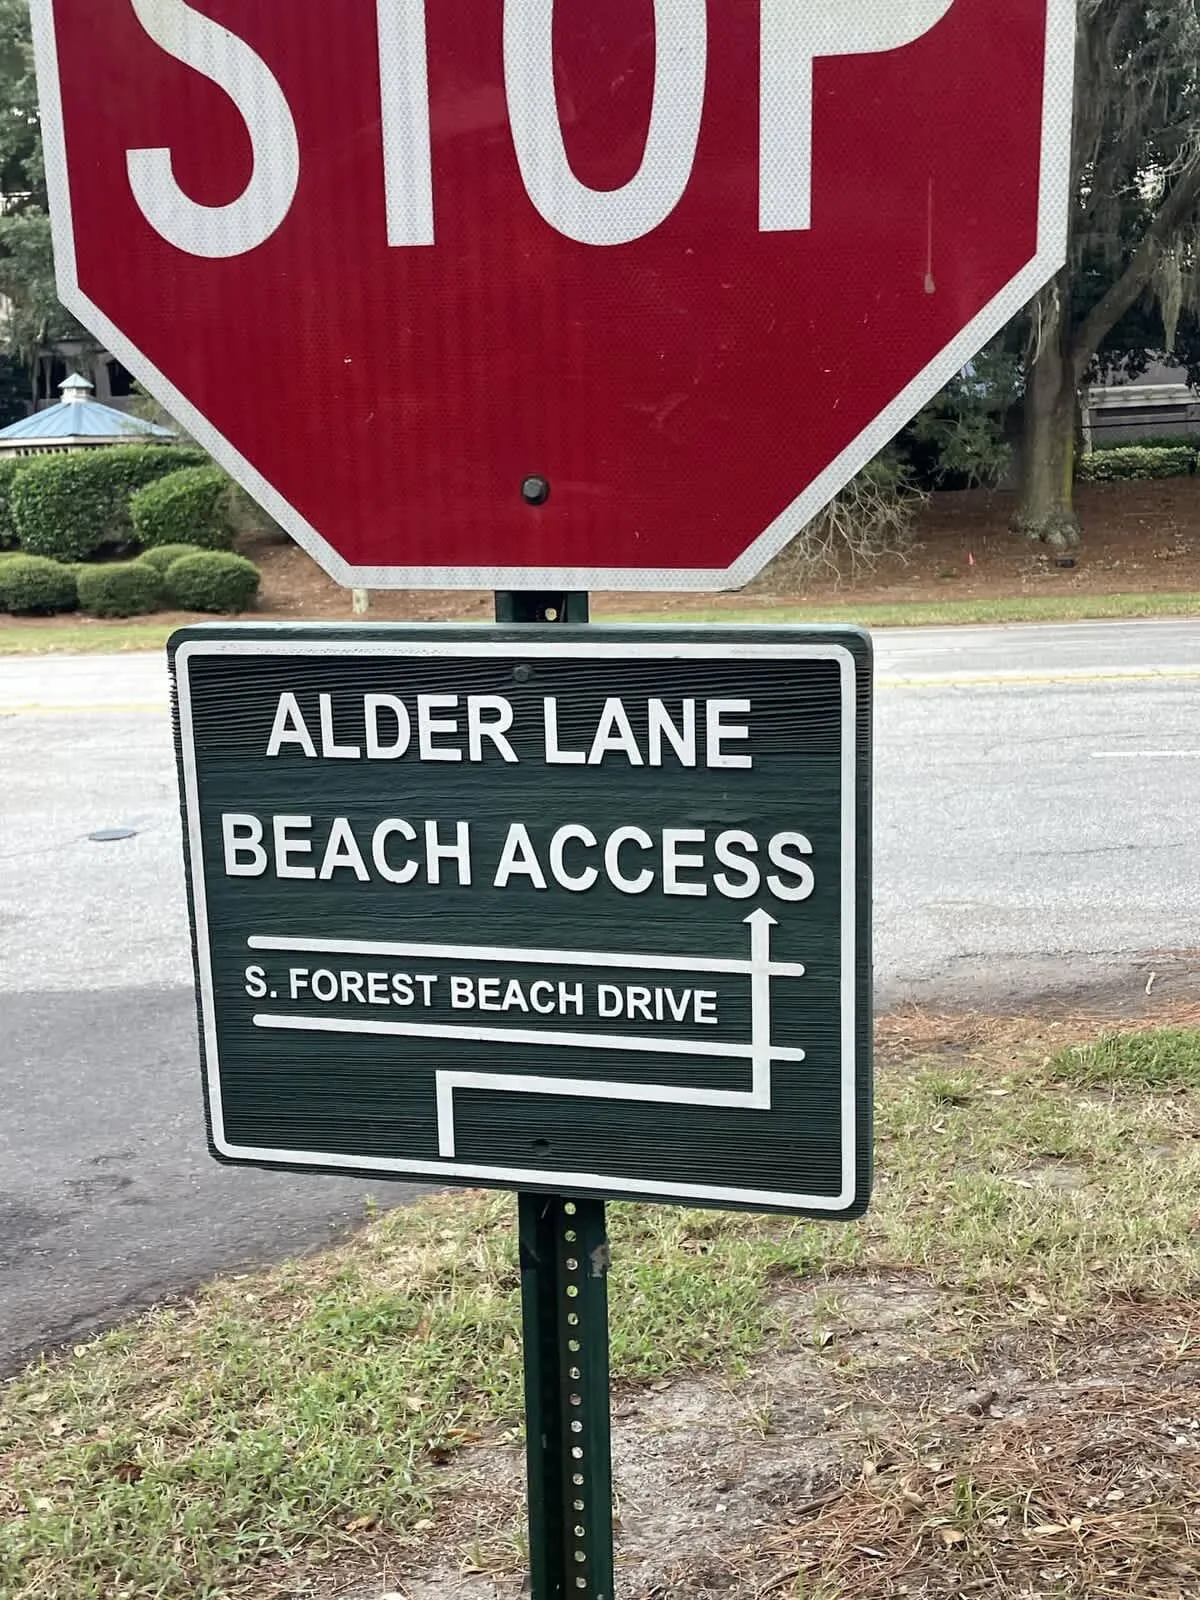 STOP
ALDER LANE
BEACH ACCESS
S. FOREST BEACH DRIVE